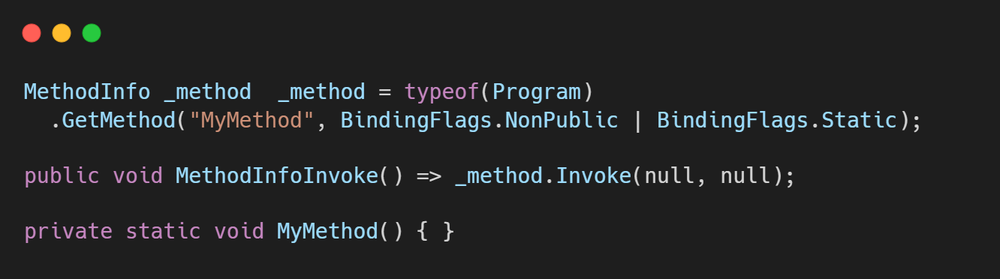 MethodInfo _method  _method = typeof(Program)
  .GetMethod("MyMethod", BindingFlags.NonPublic | BindingFlags.Static);
public void MethodInfoInvoke() => _method.Invoke(null, null);
private static void MyMethod() { }